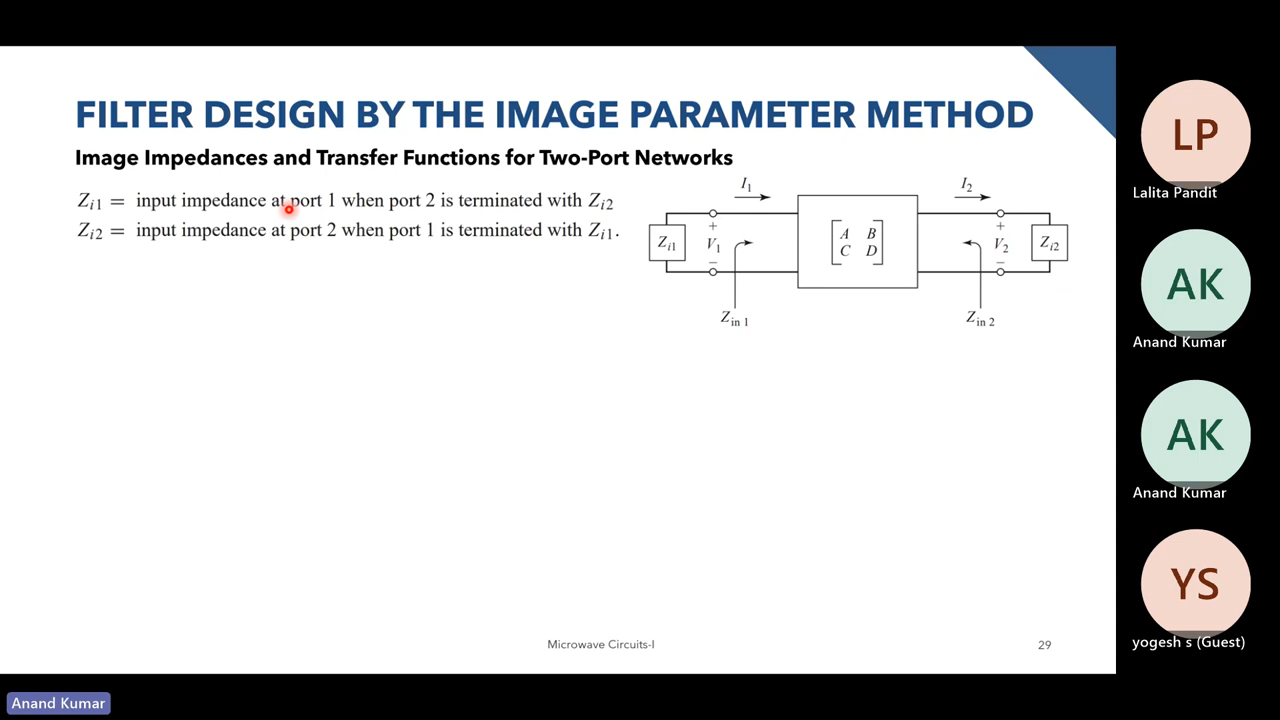 FILTER DESIGN BY THE IMAGE PARAMETER METHOD
Image Impedances and Transfer Functions for Two-Port Networks
Zi1 = input impedance at port 1 when port 2 is terminated with Zi2
Zi2 = input impedance at port 2 when port 1 is terminated with Zi1.
I1 I2
Zi1 + V1 − A B + V2 − Zi2
C D
Zin 1 Zin 2
Microwave Circuits-I 29
LP
Lalita Pandit
AK
Anand Kumar
AK
Anand Kumar
YS
yogesh s (Guest)
Anand Kumar